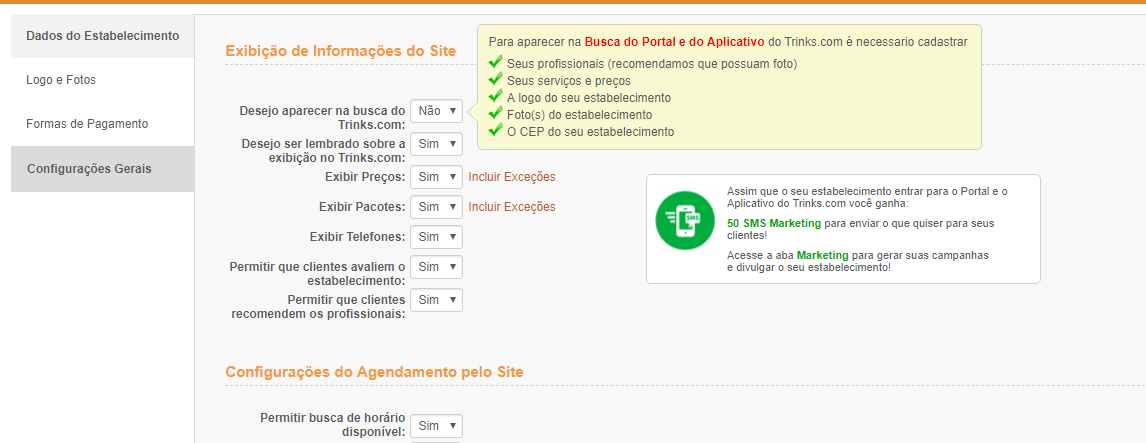 Dados do Estabelecimento
Logo e Fotos
Formas de Pagamento
Configurações Gerais
Exibição de Informações do Site
Para aparecer na Busca do Portal e do Aplicativo do Trinks.com é necessario cadastrar
Seus profissionais (recomendamos que possuam foto)
Seus serviços e preços
A logo do seu estabelecimento
Foto(s) do estabelecimento
O CEP do seu estabelecimento
Desejo aparecer na busca do
Trinks.com: Não
Desejo ser lembrado sobre a
exibição no Trinks.com: Sim
Exibir Preços: Sim Incluir Exceções
Exibir Pacotes: Sim Incluir Exceções
Exibir Telefones: Sim
Permitir que clientes avaliem o
estabelecimento: Sim
Permitir que clientes
recomendem os profissionais: Sim
SMS
Assim que o seu estabelecimento entrar para o Portal e o
Aplicativo do Trinks.com você ganha:
50 SMS Marketing para enviar o que quiser para seus
clientes!
Acesse a aba Marketing para gerar suas campanhas
e divulgar o seu estabelecimento!
Configurações do Agendamento pelo Site
Permitir busca de horário
disponível: Sim